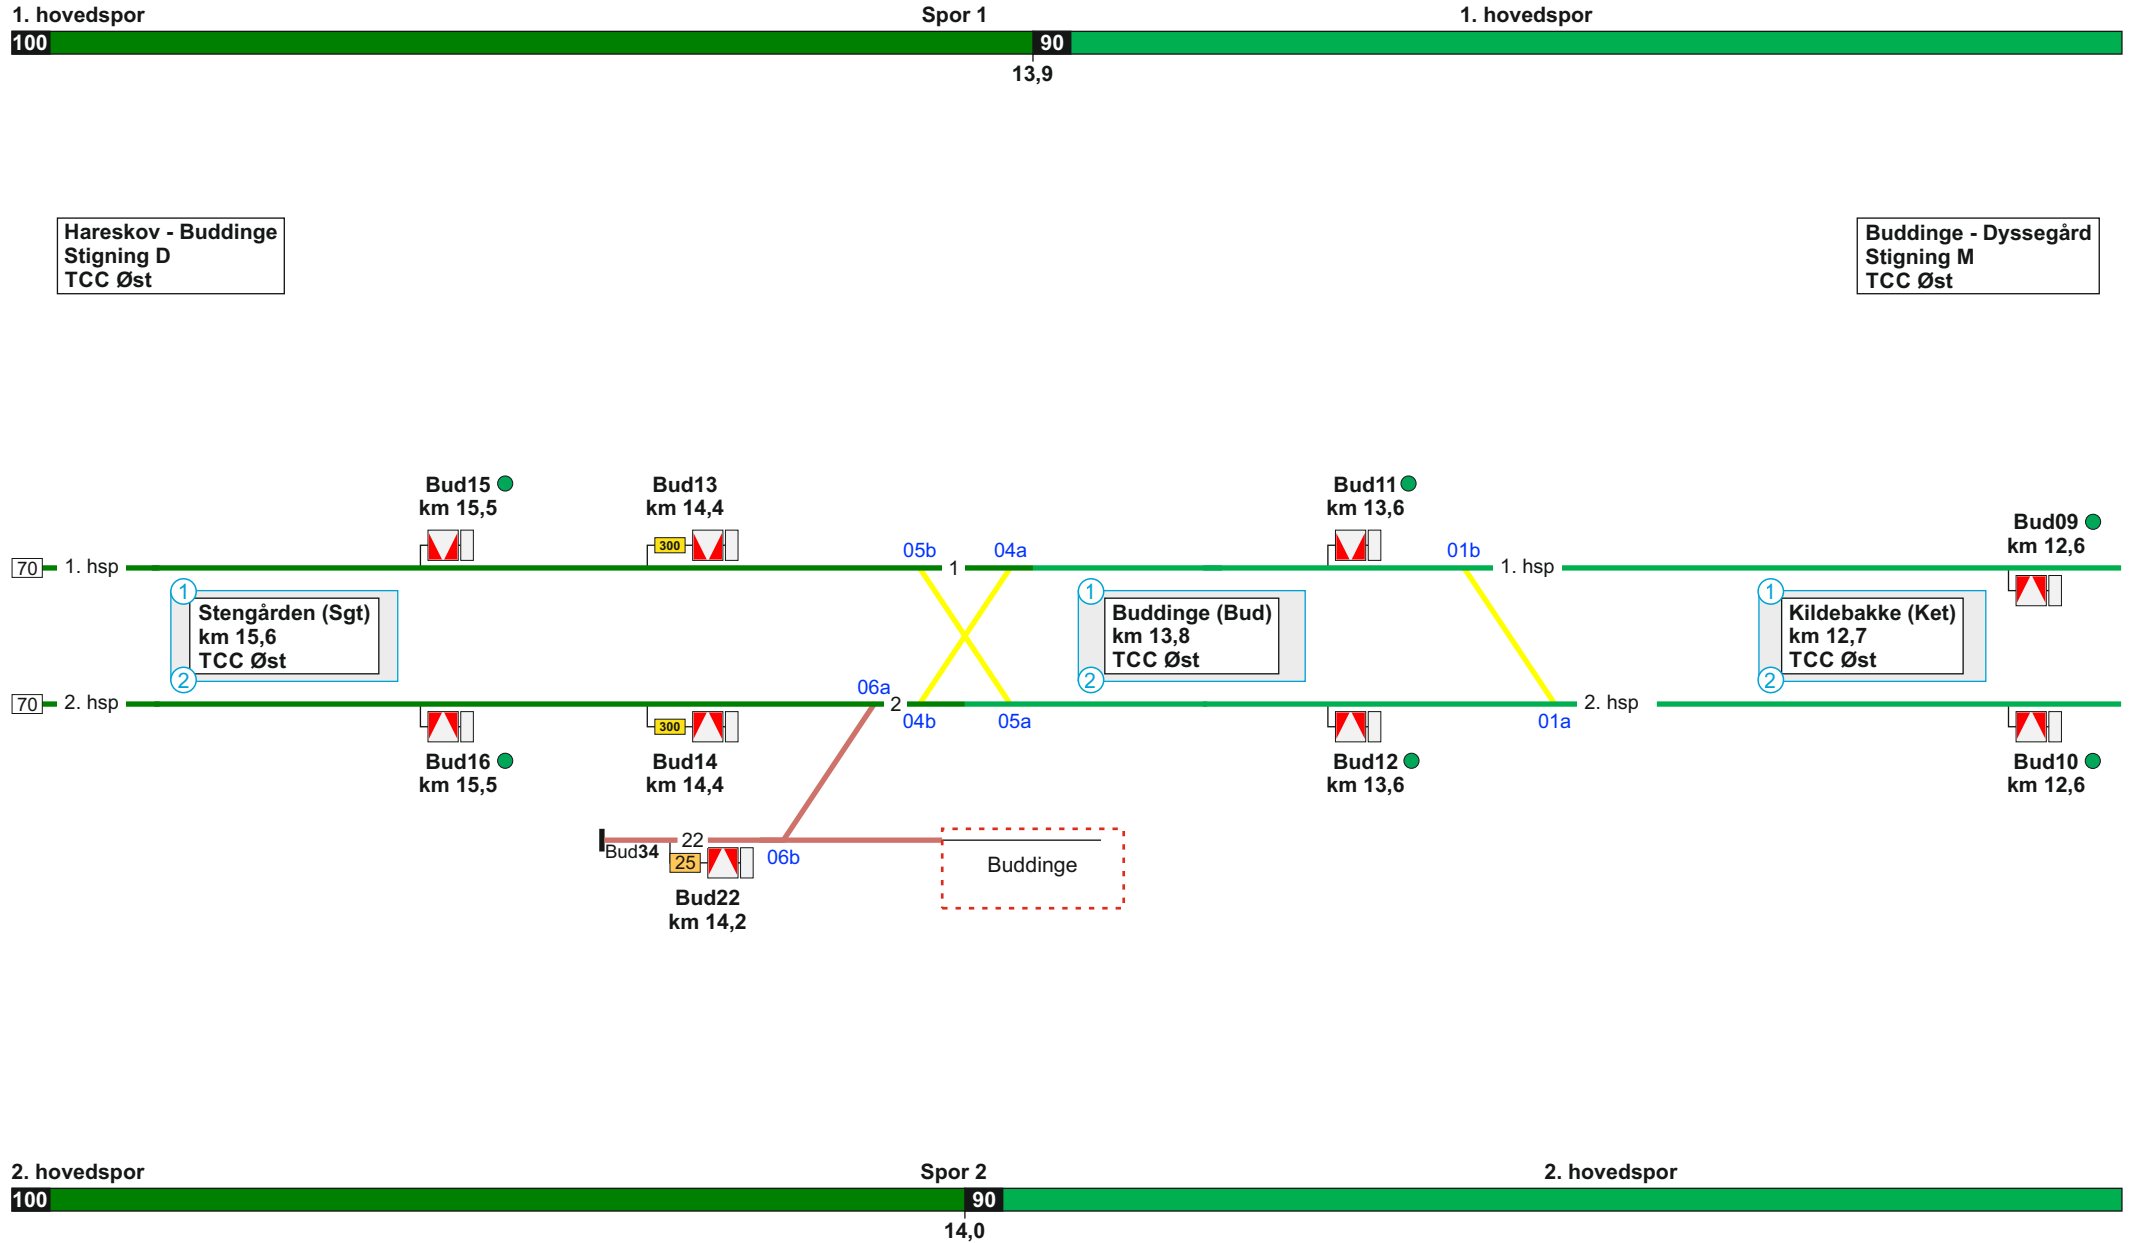 1. hovedspor Spor 1 1. hovedspor
100 90
13,9
Hareskov - Buddinge
Stigning D
TCC Øst
Buddinge - Dyssegård
Stigning M
TCC Øst
Bud15
km 15,5
Bud13
km 14,4
Bud11
km 13,6
Bud09
km 12,6
300
05b 04a 01b
70 1. hsp 1 1. hsp
1
Stengården (Sgt)
km 15,6
TCC Øst
2
1
Buddinge (Bud)
km 13,8
TCC Øst
2
1
Kildebakke (Ket)
km 12,7
TCC Øst
2
06a
70 2. hsp 2 2. hsp
04b 05a 01a
300
Bud16
km 15,5
Bud14
km 14,4
Bud12
km 13,6
Bud10
km 12,6
22
Bud34 25 06b
Buddinge
Bud22
km 14,2
2. hovedspor Spor 2 2. hovedspor
100 90
14,0